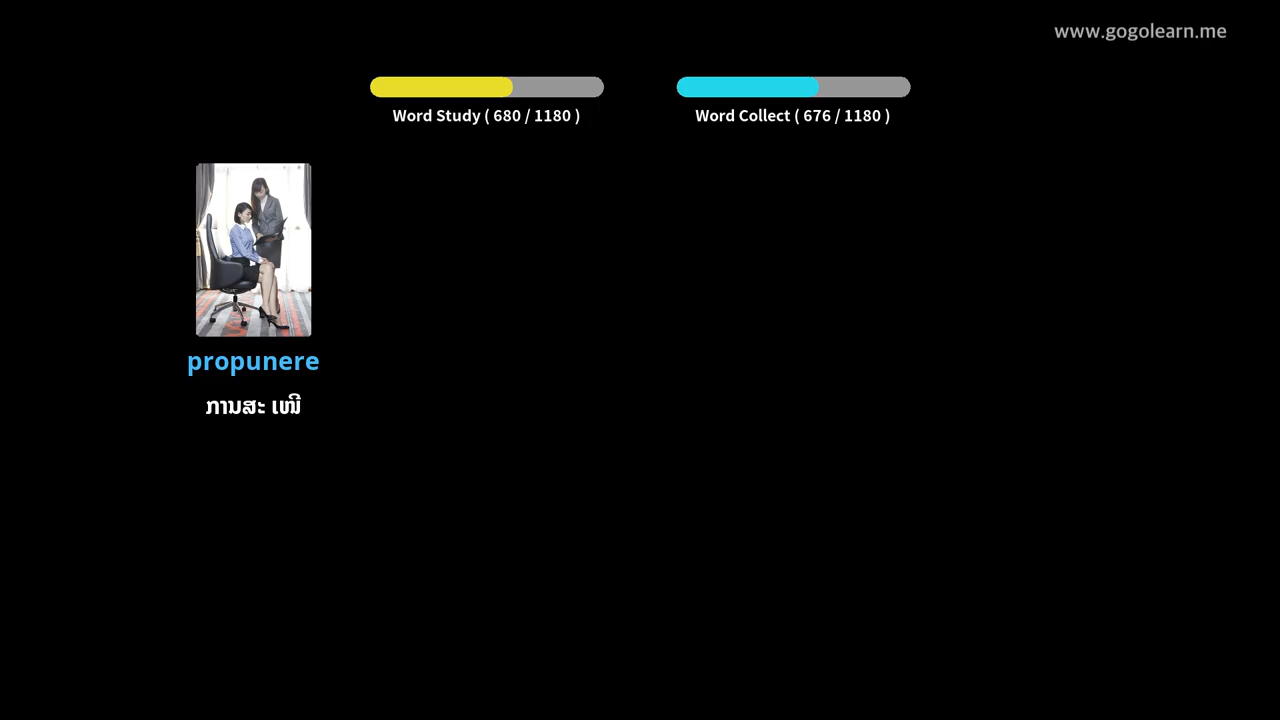 www.gogolearn.me
Word Study ( 680 / 1180 )
Word Collect ( 676 / 1180 )
propunere
ການສະ ເໜີ